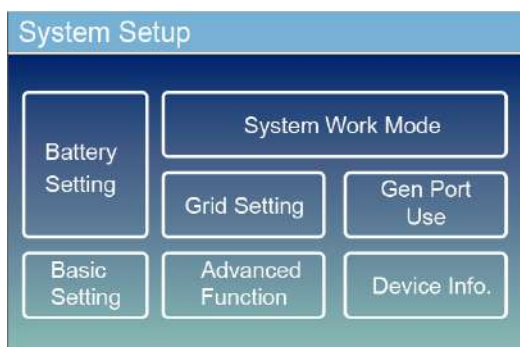 System Setup
Battery
Setting
System Work Mode
Grid Setting
Gen Port
Use
Basic
Setting
Advanced
Function
Device Info.